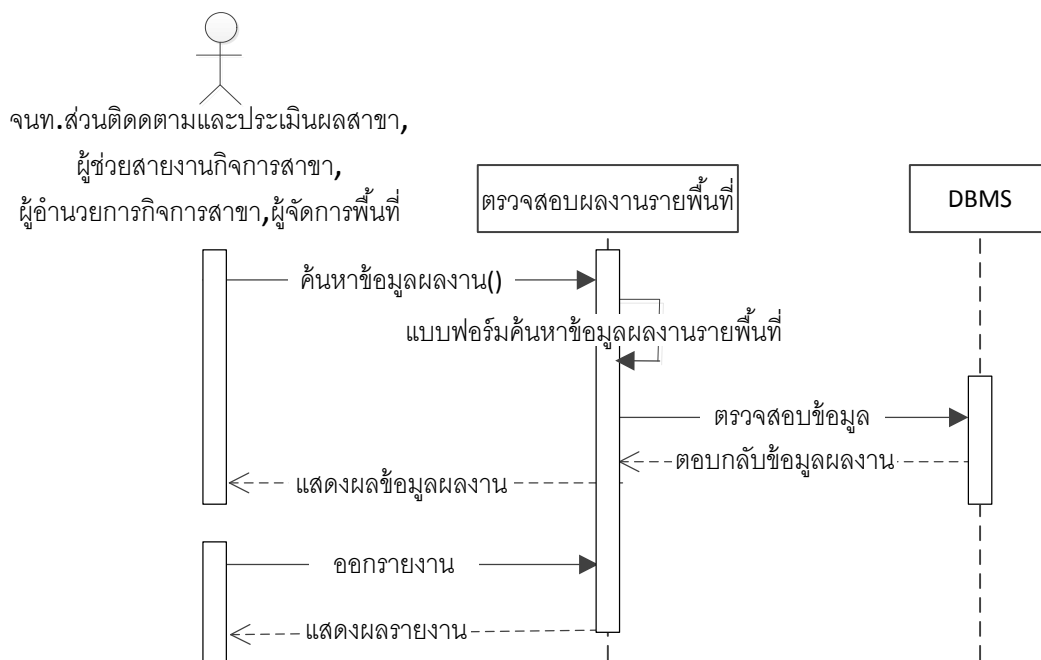 จนท.ส่วนติดดตามและประเมินผลสาขา,
ผู้ช่วยสายงานกิจการสาขา,
ผู้อำนวยการกิจการสาขา,ผู้จัดการพื้นที่
ตรวจสอบผลงานรายพื้นที่
DBMS
ค้นหาข้อมูลผลงาน()
แบบฟอร์มค้นหาข้อมูลผลงานรายพื้นที่
ตรวจสอบข้อมูล
ตอบกลับข้อมูลผลงาน
แสดงผลข้อมูลผลงาน
ออกรายงาน
แสดงผลรายงาน